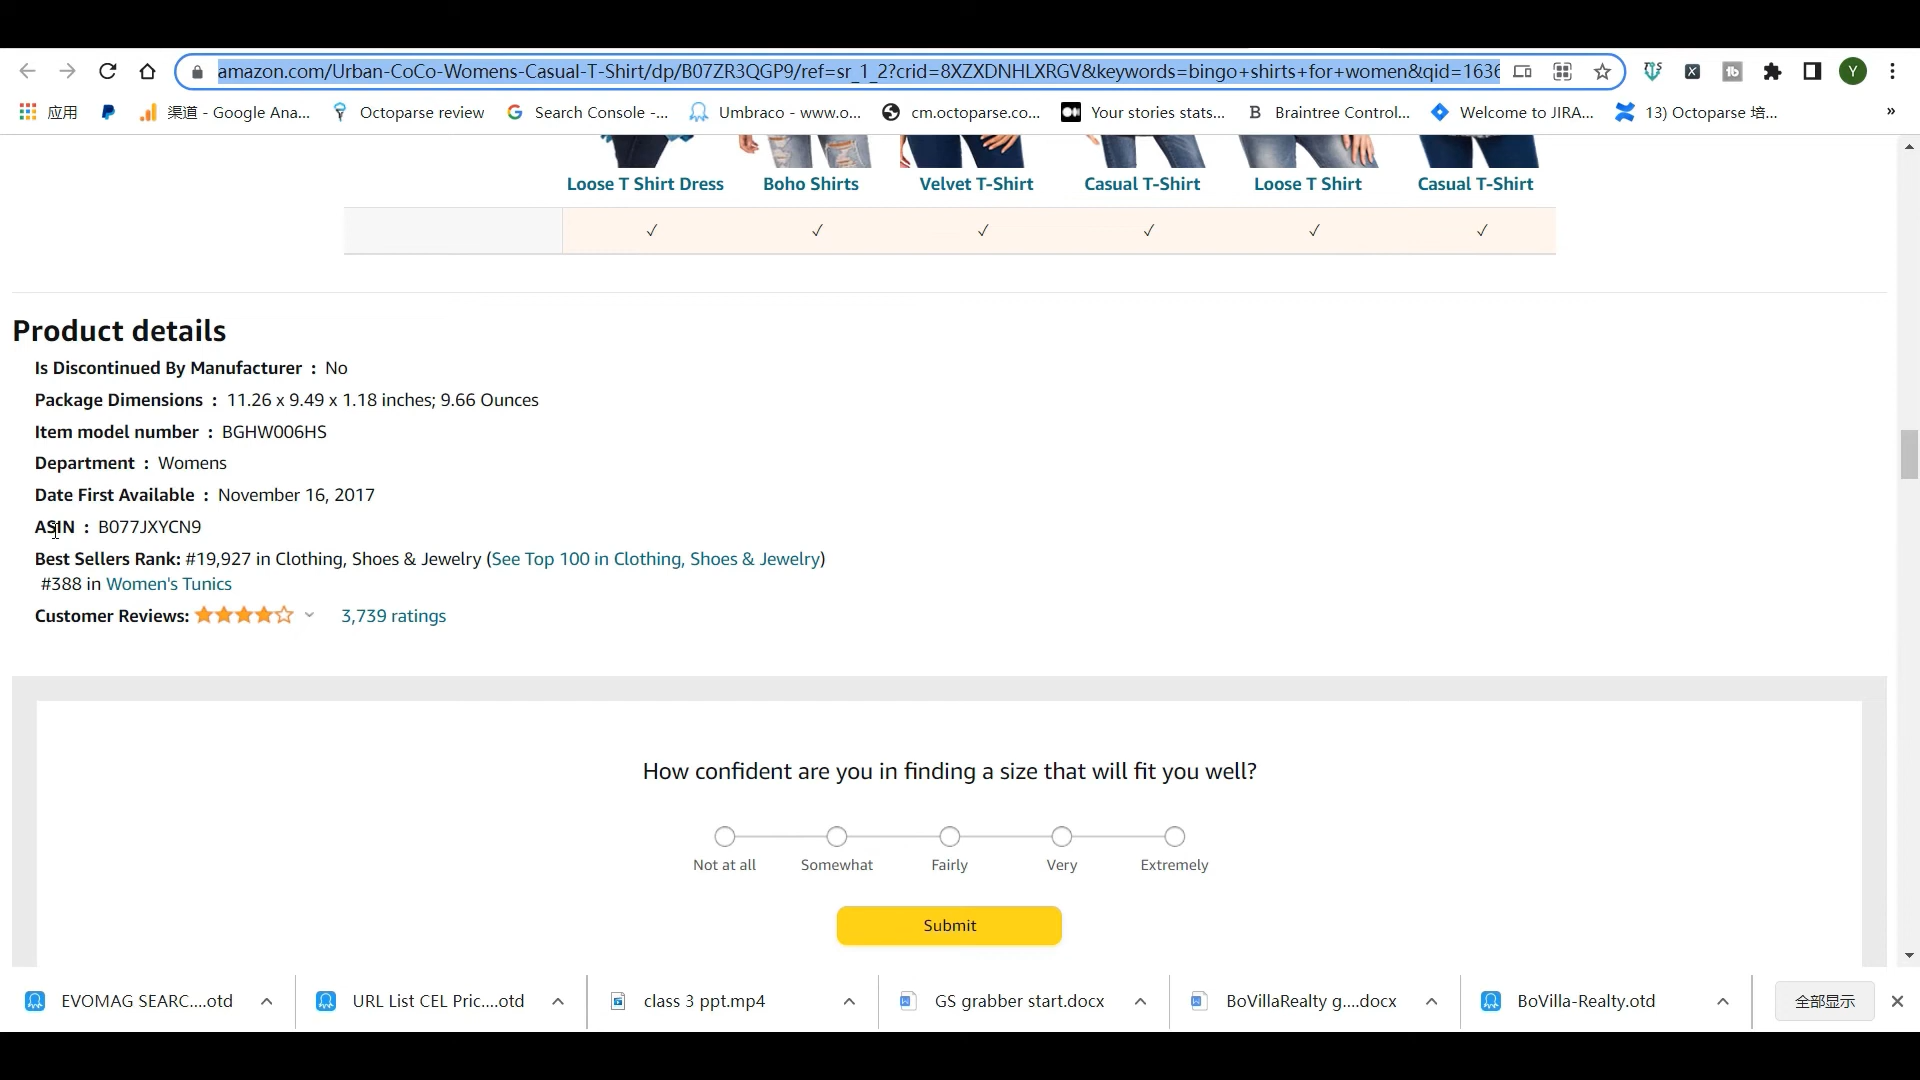 amazon.com/Urban-CoCo-Womens-Casual-T-Shirt/dp/B07ZR3QGP9/ref=sr_1_2?crid=8XZXDNHLXRGV&keywords=bingo+shirts+for+women&qid=1636
Y
应用
渠道 - Google Ana...
Octoparse review
Search Console -...
Umbraco - www.o...
cm.octoparse.co...
Your stories stats...
Braintree Control...
Welcome to JIRA...
13) Octoparse 培...
»
Loose T Shirt Dress Boho Shirts Velvet T-Shirt Casual T-Shirt Loose T Shirt Casual T-Shirt
✓ ✓ ✓ ✓ ✓ ✓
Product details
Is Discontinued By Manufacturer : No
Package Dimensions : 11.26 x 9.49 x 1.18 inches; 9.66 Ounces
Item model number : BGHW006HS
Department : Womens
Date First Available : November 16, 2017
ASIN : B077JXYCN9
Best Sellers Rank: #19,927 in Clothing, Shoes & Jewelry (See Top 100 in Clothing, Shoes & Jewelry)
#388 in Women's Tunics
Customer Reviews: 3,739 ratings
How confident are you in finding a size that will fit you well?
Not at all Somewhat Fairly Very Extremely
Submit
EVOMAG SEARC....otd
URL List CEL Pric....otd
class 3 ppt.mp4
GS grabber start.docx
BoVillaRealty g....docx
BoVilla-Realty.otd
全部显示